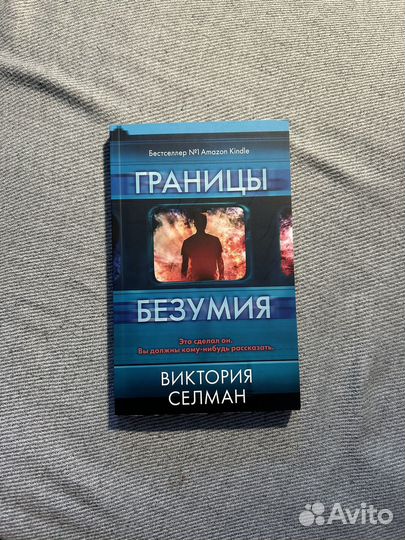 Бестселлер №1 Amazon Kindle
ГРАНИЦЫ
БЕЗУМИЯ
Это сделал он.
Вы должны кому-нибудь рассказать.
ВИКТОРИЯ
СЕЛМАН
Avito